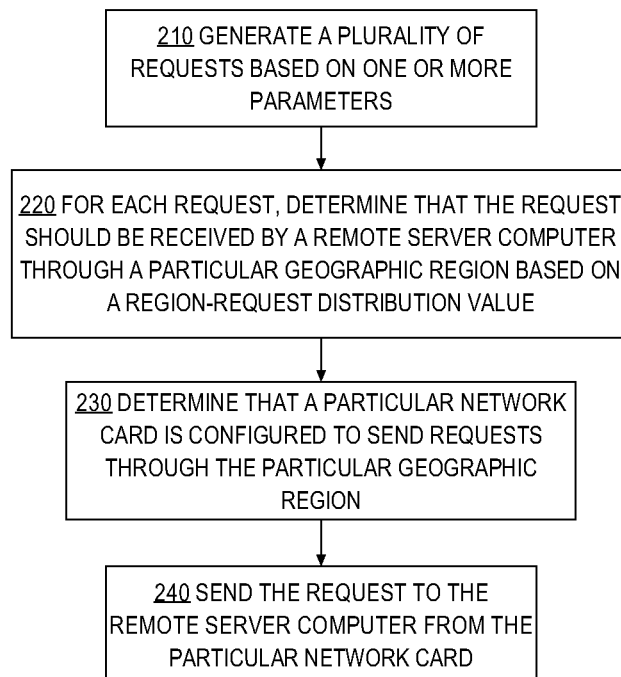 210 GENERATE A PLURALITY OF
REQUESTS BASED ON ONE OR MORE
PARAMETERS
220 FOR EACH REQUEST, DETERMINE THAT THE REQUEST
SHOULD BE RECEIVED BY A REMOTE SERVER COMPUTER
THROUGH A PARTICULAR GEOGRAPHIC REGION BASED ON
A REGION-REQUEST DISTRIBUTION VALUE
230 DETERMINE THAT A PARTICULAR NETWORK
CARD IS CONFIGURED TO SEND REQUESTS
THROUGH THE PARTICULAR GEOGRAPHIC
REGION
240 SEND THE REQUEST TO THE
REMOTE SERVER COMPUTER FROM THE
PARTICULAR NETWORK CARD